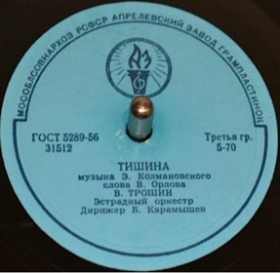 МОСОБЛСОВНАРХОЗ РСФСР АПРЕЛЕВСКИЙ ЗАВОД ГРАМПЛАСТИНОК
ГОСТ 5289-56
31512
Третья гр.
5-70
ТИШИНА
музыка Э. Колмановского
слова В. Орлова
В. ТРОШИН
Эстрадный оркестр
Дирижер Б. Карамышев